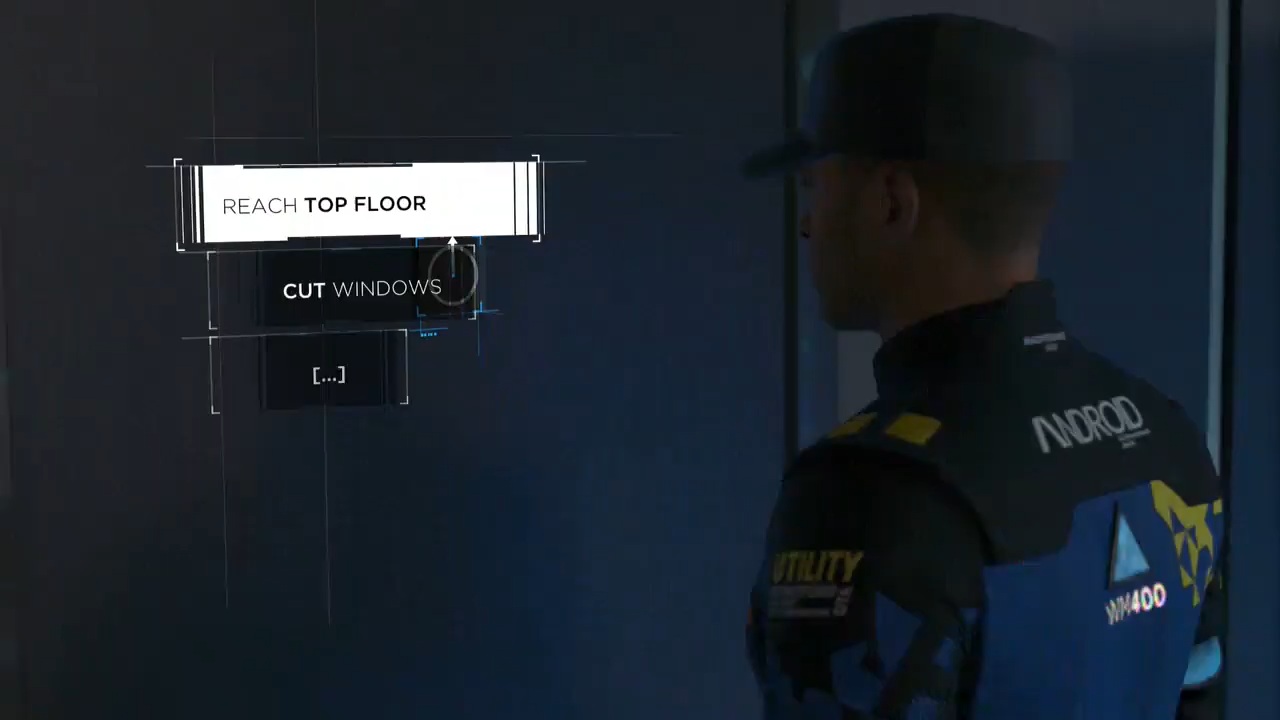 REACH TOP FLOOR
CUT WINDOWS
[...]
ANDROID
UTILITY
WM400